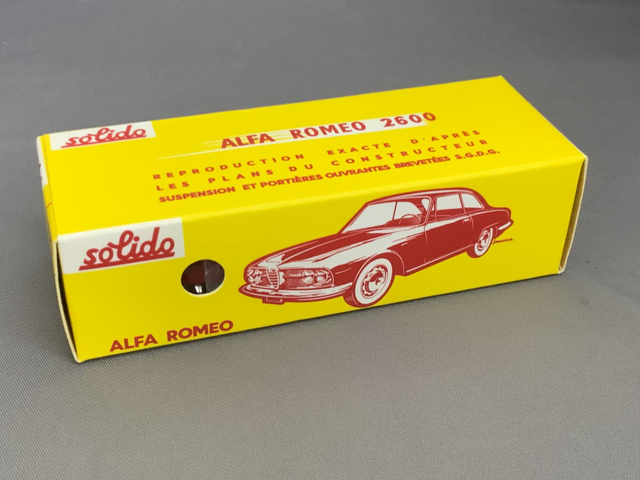 solido
ALFA ROMEO 2600
REPRODUCTION EXACTE D'APRÈS
LES PLANS DU CONSTRUCTEUR
SUSPENSION ET PORTIÈRES OUVRANTES BREVETÉES S.G.D.G.
solido
ALFA ROMEO